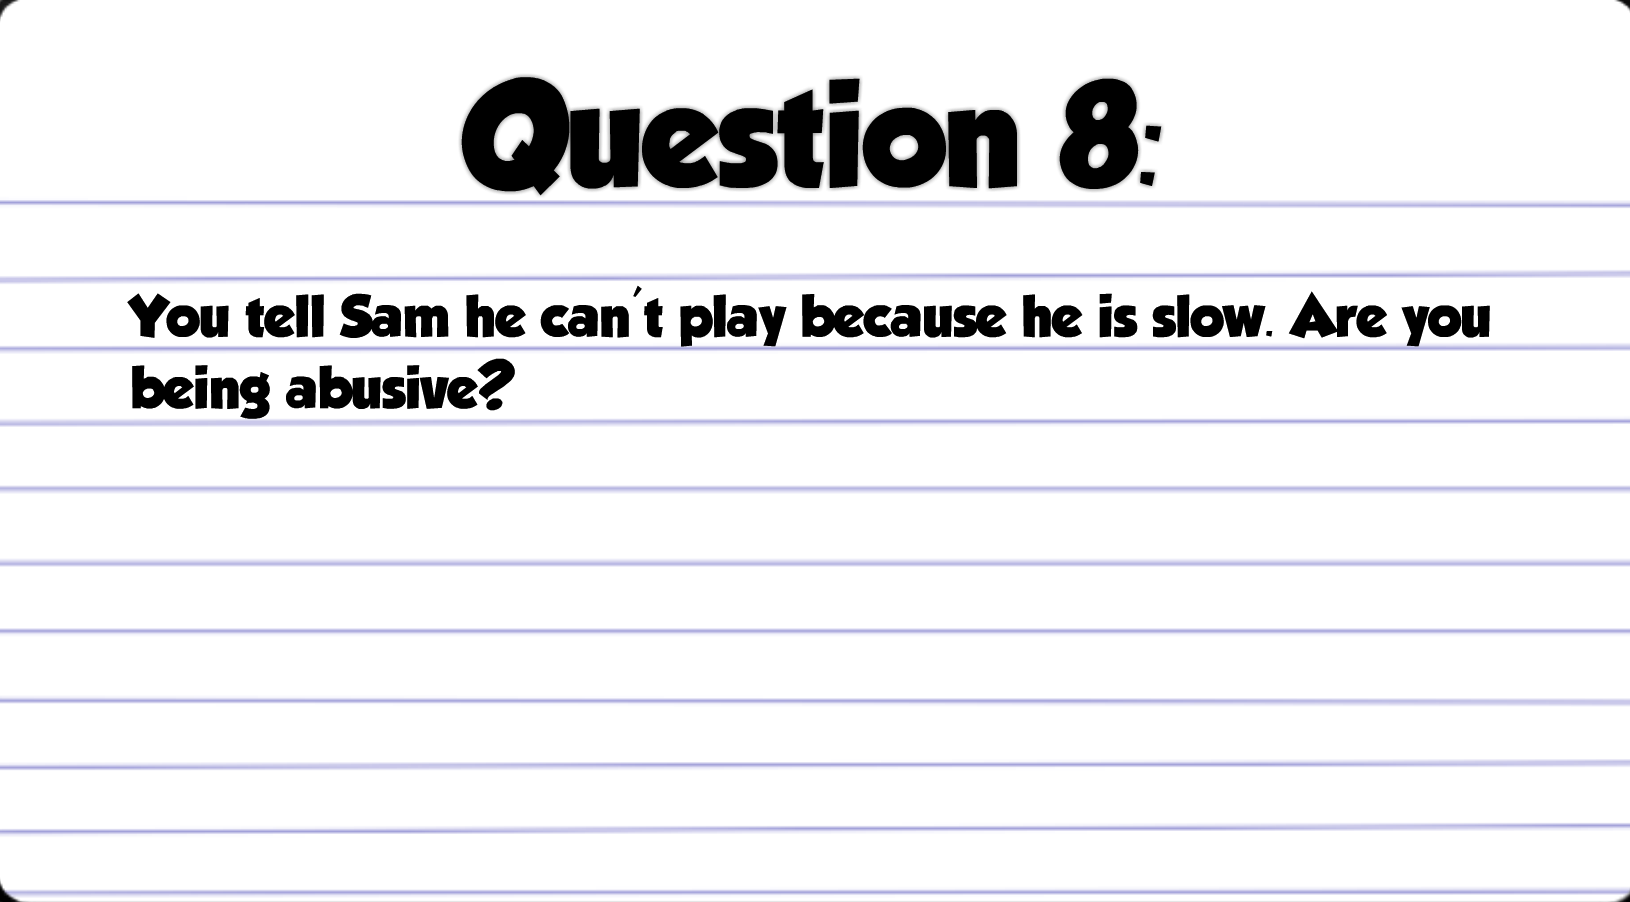 Question 8:
You tell Sam he can't play because he is slow. Are you
being abusive?